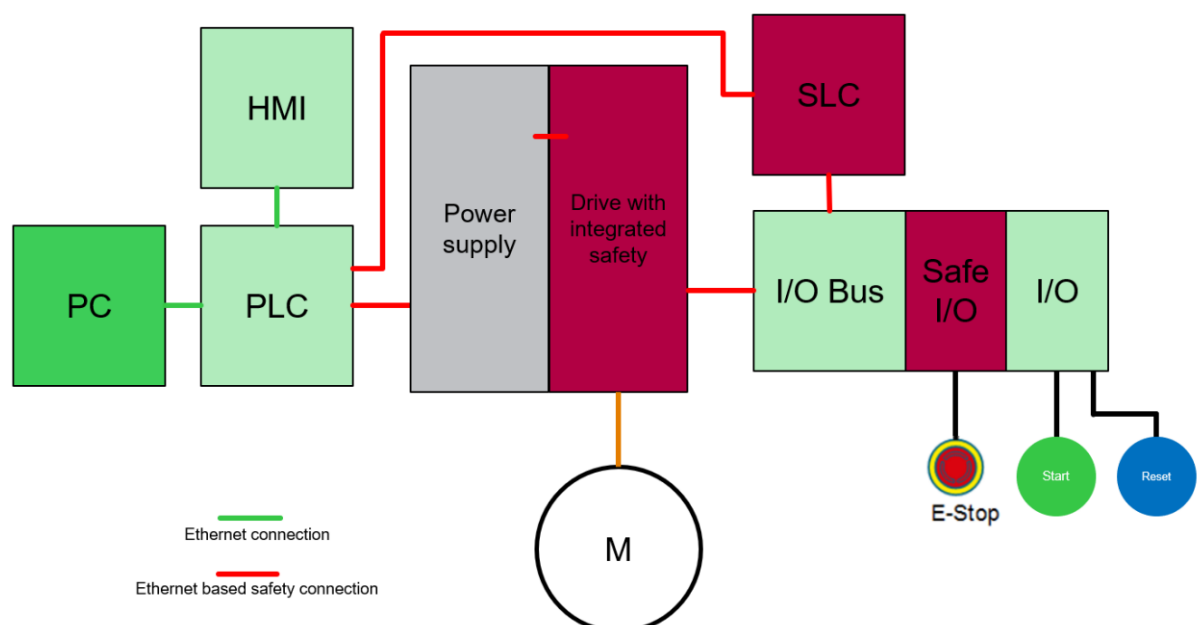 HMI
SLC
Power
supply
Drive with
integrated
safety
PC
PLC
I/O Bus
Safe
I/O
I/O
E-Stop
Start
Reset
M
Ethernet connection
Ethernet based safety connection